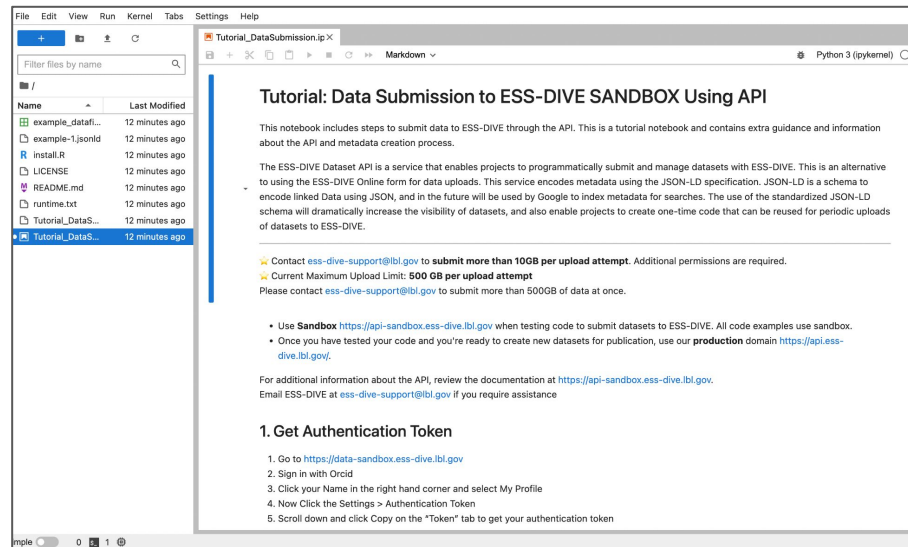 File Edit View Run Kernel Tabs Settings Help
+
Tutorial_DataSubmission.ip
Markdown
Python 3 (ipykernel)
Filter files by name
/
Name Last Modified
example_datafi... 12 minutes ago
example-1.jsonld 12 minutes ago
R install.R 12 minutes ago
LICENSE 12 minutes ago
README.md 12 minutes ago
runtime.txt 12 minutes ago
Tutorial_DataS... 12 minutes ago
Tutorial_DataS... 12 minutes ago
Tutorial: Data Submission to ESS-DIVE SANDBOX Using API
This notebook includes steps to submit data to ESS-DIVE through the API. This is a tutorial notebook and contains extra guidance and information
about the API and metadata creation process.
The ESS-DIVE Dataset API is a service that enables projects to programmatically submit and manage datasets with ESS-DIVE. This is an alternative
to using the ESS-DIVE Online form for data uploads. This service encodes metadata using the JSON-LD specification. JSON-LD is a schema to
encode linked Data using JSON, and in the future will be used by Google to index metadata for searches. The use of the standardized JSON-LD
schema will dramatically increase the visibility of datasets, and also enable projects to create one-time code that can be reused for periodic uploads
of datasets to ESS-DIVE.
⭐ Contact ess-dive-support@lbl.gov to submit more than 10GB per upload attempt. Additional permissions are required.
⭐ Current Maximum Upload Limit: 500 GB per upload attempt
Please contact ess-dive-support@lbl.gov to submit more than 500GB of data at once.
• Use Sandbox https://api-sandbox.ess-dive.lbl.gov when testing code to submit datasets to ESS-DIVE. All code examples use sandbox.
• Once you have tested your code and you're ready to create new datasets for publication, use our production domain https://api.ess-
dive.lbl.gov/.
For additional information about the API, review the documentation at https://api-sandbox.ess-dive.lbl.gov.
Email ESS-DIVE at ess-dive-support@lbl.gov if you require assistance
1. Get Authentication Token
1. Go to https://data-sandbox.ess-dive.lbl.gov
2. Sign in with Orcid
3. Click your Name in the right hand corner and select My Profile
4. Now Click the Settings > Authentication Token
5. Scroll down and click Copy on the “Token” tab to get your authentication token
mple 0 1